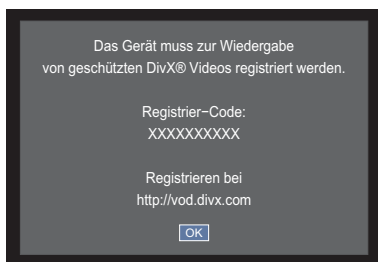 Das Gerät muss zur Wiedergabe
von geschützten DivX® Videos registriert werden.
Registrier-Code:
XXXXXXXXXX
Registrieren bei
http://vod.divx.com
OK